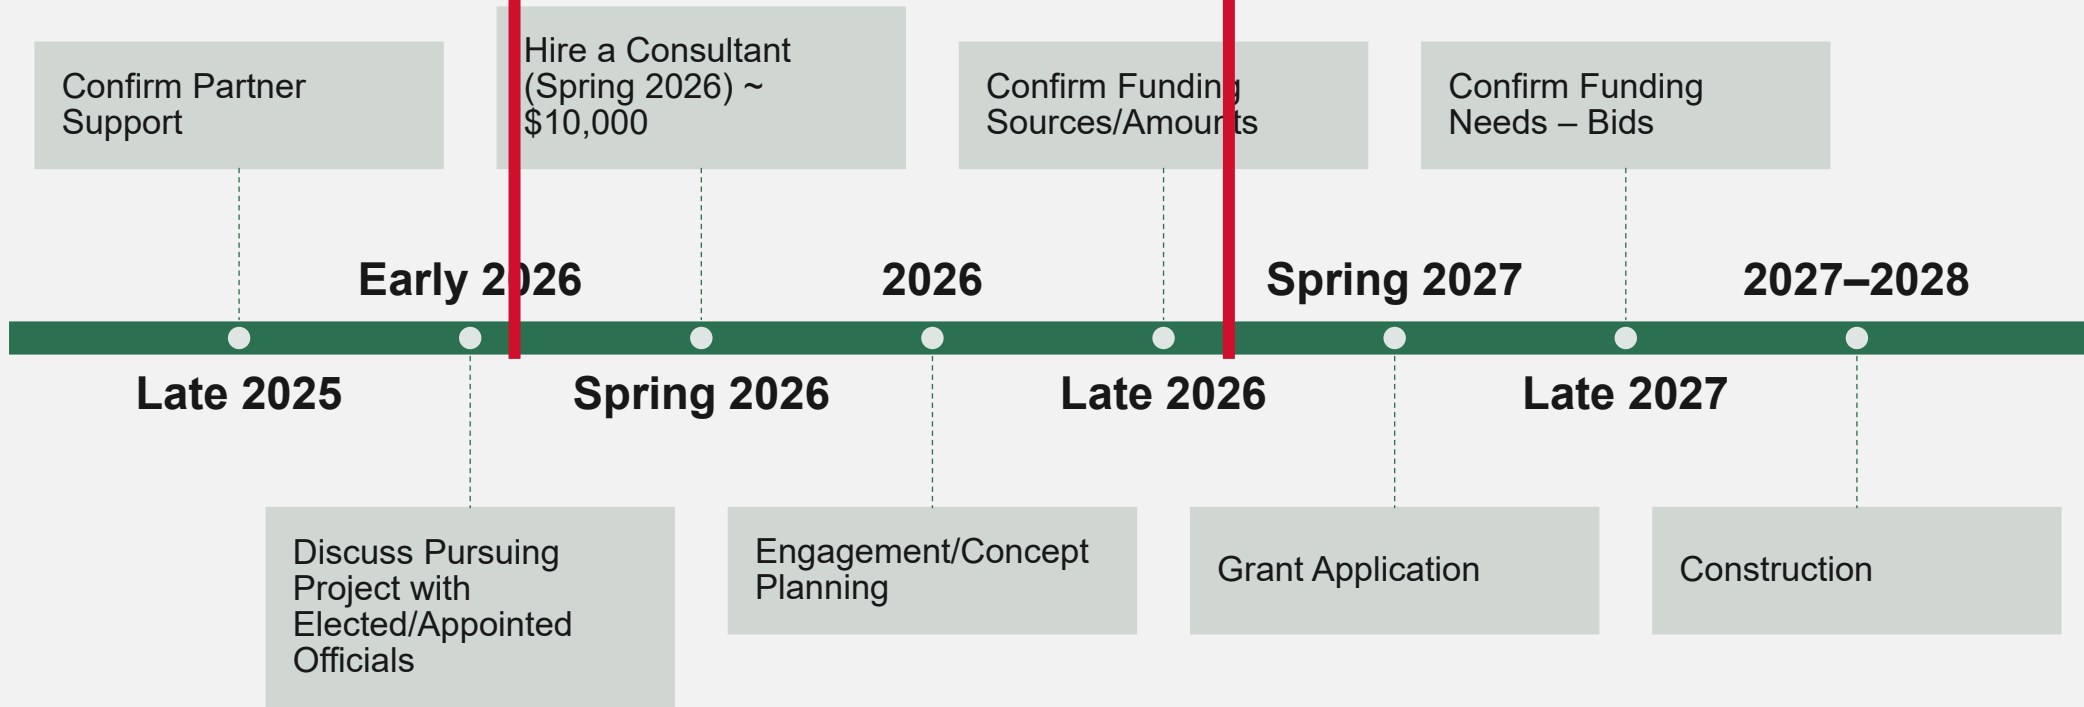 Confirm Partner
Support
Hire a Consultant
(Spring 2026) ~
$10,000
Confirm Funding
Sources/Amounts
Confirm Funding
Needs – Bids
Early 2026
2026
Spring 2027
2027–2028
Late 2025
Spring 2026
Late 2026
Late 2027
Discuss Pursuing
Project with
Elected/Appointed
Officials
Engagement/Concept
Planning
Grant Application
Construction